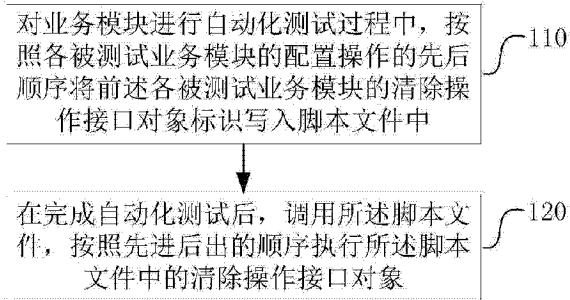 对业务模块进行自动化测试过程中，按
照各被测试业务模块的配置操作的先后
顺序将前述各被测试业务模块的清除操
作接口对象标识写入脚本文件中
110
在完成自动化测试后，调用所述脚本文
件，按照先进后出的顺序执行所述脚本
文件中的清除操作接口对象
120